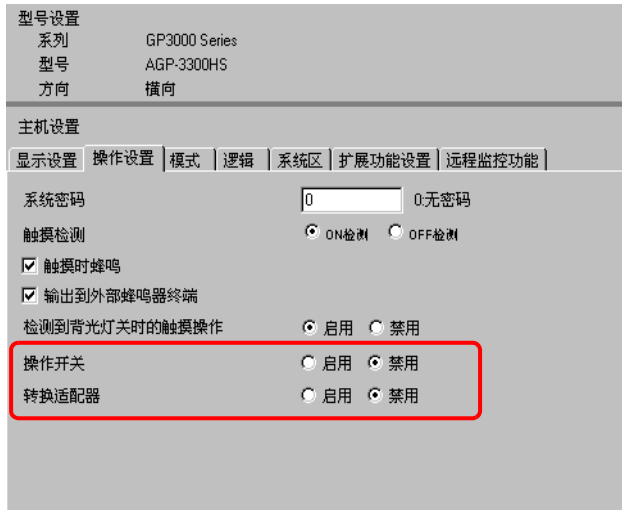 型号设置
系列 GP3000 Series
型号 AGP-3300HS
方向 横向
主机设置
显示设置 操作设置 模式 逻辑 系统区 扩展功能设置 远程监控功能
系统密码 0 0:无密码
触摸检测 ON检测 OFF检测
触摸时蜂鸣
输出到外部蜂鸣器终端
检测到背光灯关时的触摸操作 启用 禁用
操作开关 启用 禁用
转换适配器 启用 禁用